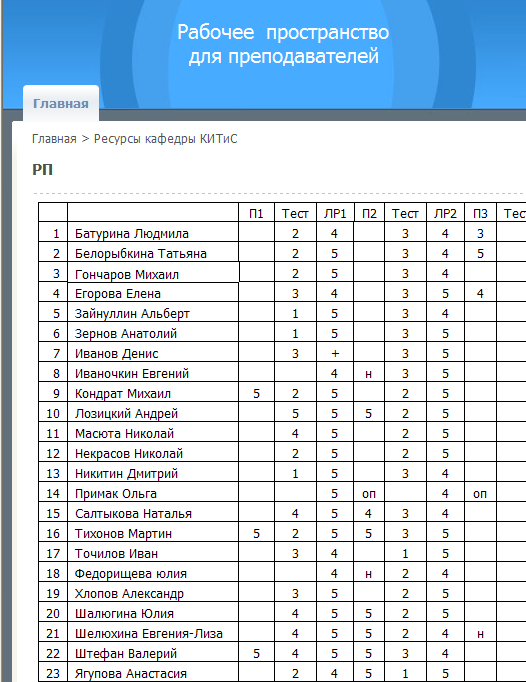 Рабочее пространство
для преподавателей
Главная
Главная > Ресурсы кафедры КИТиС
РП
П1 Тест ЛР1 П2 Тест ЛР2 П3 Тест
1 Батурина Людмила 2 4 3 4 3
2 Белорыбкина Татьяна 2 5 3 4 5
3 Гончаров Михаил 2 5 3 4
4 Егорова Елена 3 4 3 5 4
5 Зайнуллин Альберт 1 5 3 4
6 Зернов Анатолий 1 5 3 5
7 Иванов Денис 3 + 3 5
8 Иваночкин Евгений 4 н 3 5
9 Кондрат Михаил 5 2 5 2 5
10 Лозицкий Андрей 5 5 5 2 5
11 Масюта Николай 4 5 2 5
12 Некрасов Николай 2 5 2 5
13 Никитин Дмитрий 1 5 3 4
14 Примак Ольга 5 оп 4 оп
15 Салтыкова Наталья 4 5 4 3 4
16 Тихонов Мартин 5 2 5 5 3 5
17 Точилов Иван 3 4 1 5
18 Федорищева юлия 4 н 2 4
19 Хлопов Александр 3 5 2 5
20 Шалюгина Юлия 4 5 5 2 5
21 Шелюхина Евгения-Лиза 4 5 5 2 4 н
22 Штефан Валерий 5 4 5 5 3 4
23 Ягупова Анастасия 2 4 5 1 5